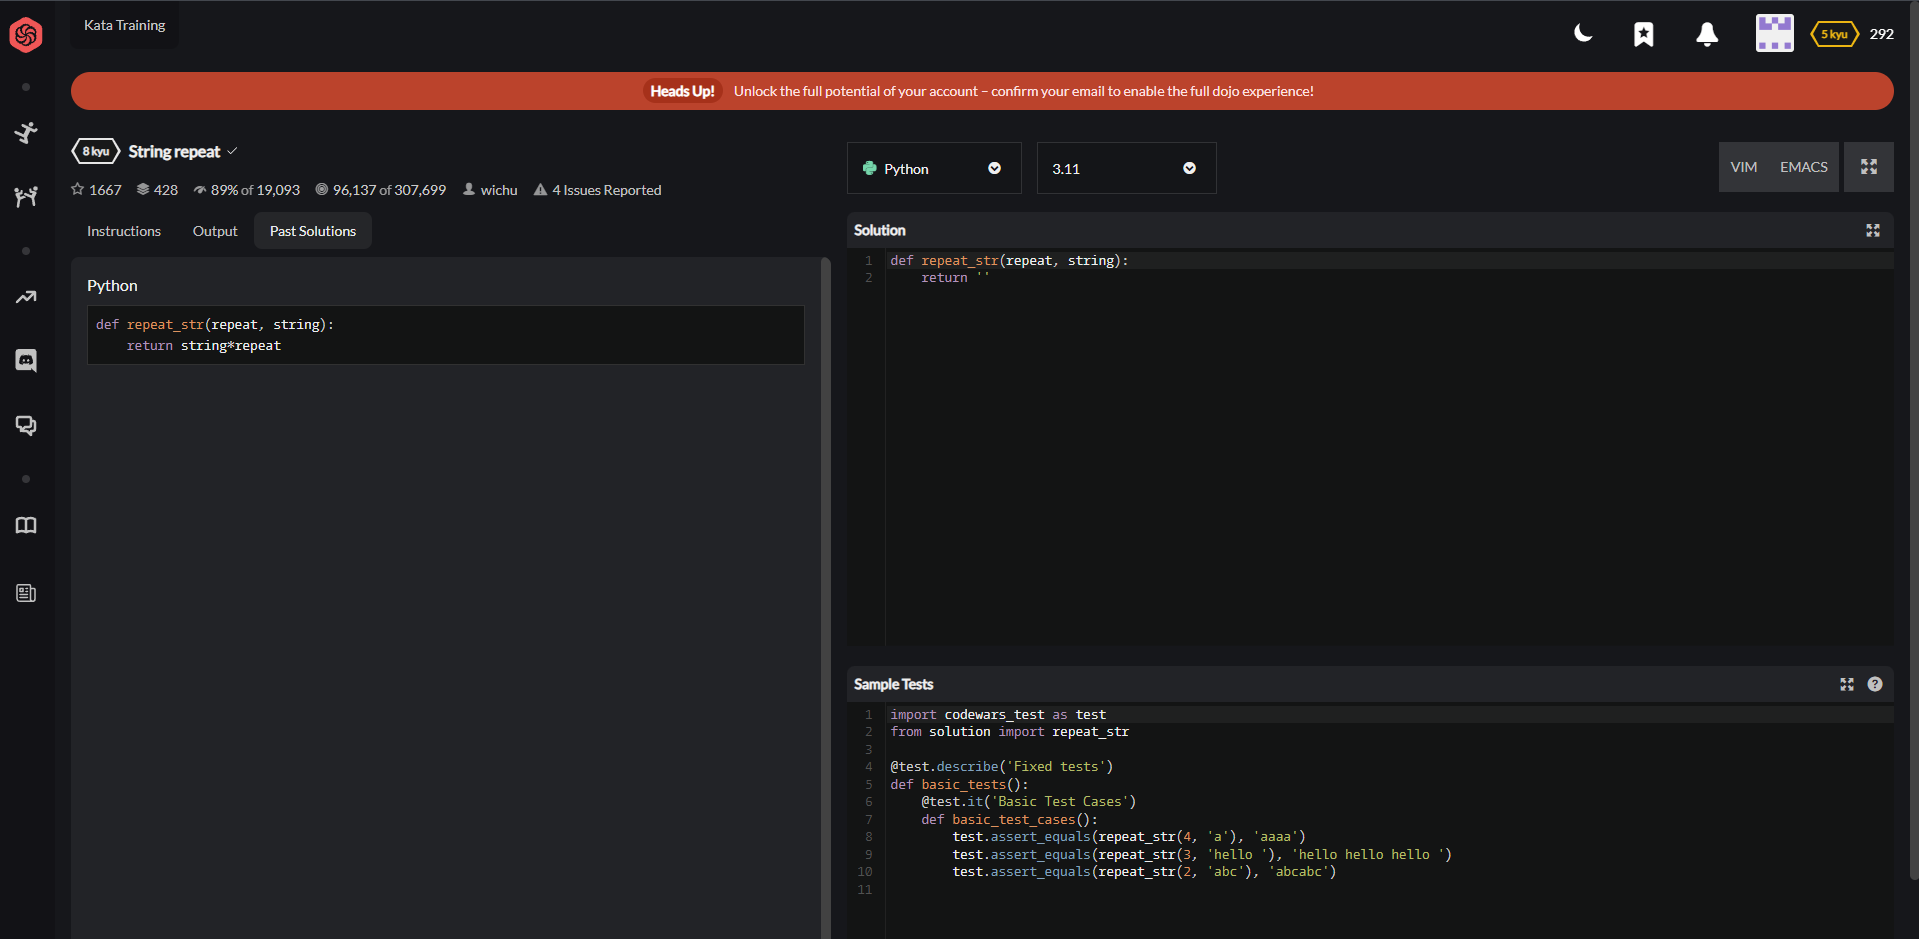 Kata Training
5 kyu 292
Heads Up! Unlock the full potential of your account – confirm your email to enable the full dojo experience!
8 kyu String repeat
1667 428 89% of 19,093 96,137 of 307,699 wichu 4 Issues Reported
Instructions Output Past Solutions
Python
def repeat_str(repeat, string):
    return string*repeat
Python 3.11 VIM EMACS
Solution
1 def repeat_str(repeat, string):
2     return ''
Sample Tests
?
1 import codewars_test as test
2 from solution import repeat_str
3
4 @test.describe('Fixed tests')
5 def basic_tests():
6     @test.it('Basic Test Cases')
7     def basic_test_cases():
8         test.assert_equals(repeat_str(4, 'a'), 'aaaa')
9         test.assert_equals(repeat_str(3, 'hello '), 'hello hello hello ')
10         test.assert_equals(repeat_str(2, 'abc'), 'abcabc')
11